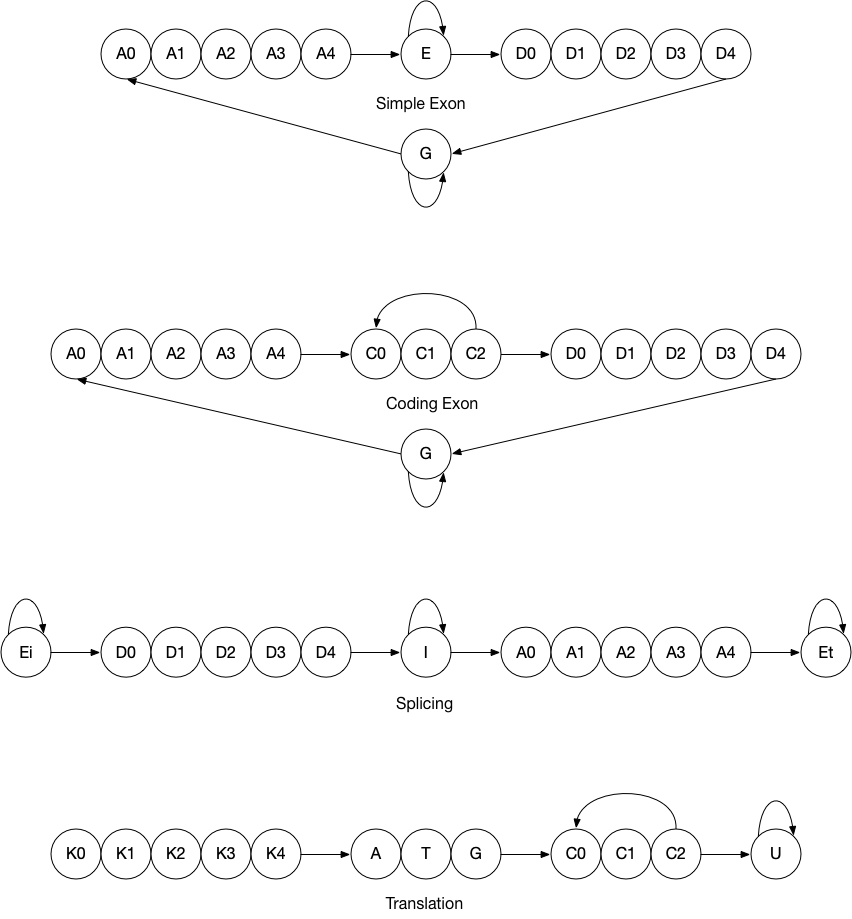 A0 A1 A2 A3 A4 E D0 D1 D2 D3 D4
Simple Exon
G
A0 A1 A2 A3 A4 C0 C1 C2 D0 D1 D2 D3 D4
Coding Exon
G
Ei D0 D1 D2 D3 D4 I A0 A1 A2 A3 A4 Et
Splicing
K0 K1 K2 K3 K4 A T G C0 C1 C2 U
Translation